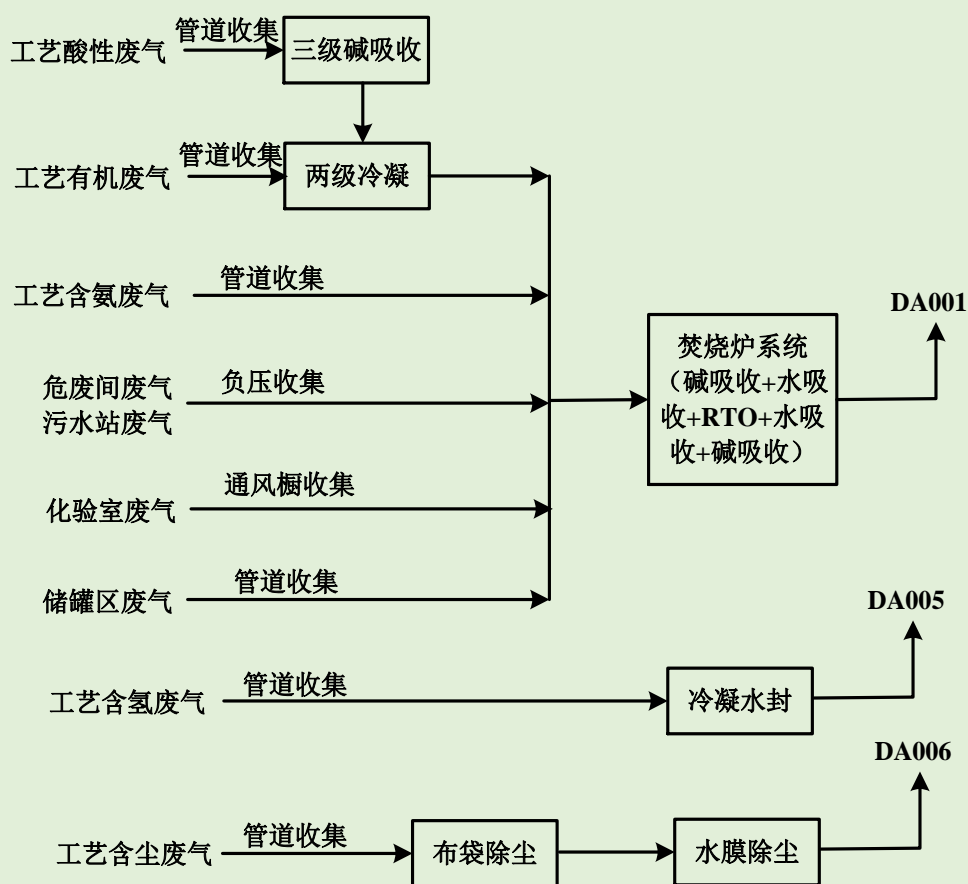 管道收集
工艺酸性废气
三级碱吸收
管道收集
工艺有机废气
两级冷凝
工艺含氨废气
管道收集
DA001
危废间废气
污水站废气
负压收集
焚烧炉系统
（碱吸收+水吸
收+RTO+水吸
收+碱吸收）
通风橱收集
化验室废气
储罐区废气
管道收集
DA005
工艺含氢废气
管道收集
冷凝水封
DA006
工艺含尘废气
管道收集
布袋除尘
水膜除尘